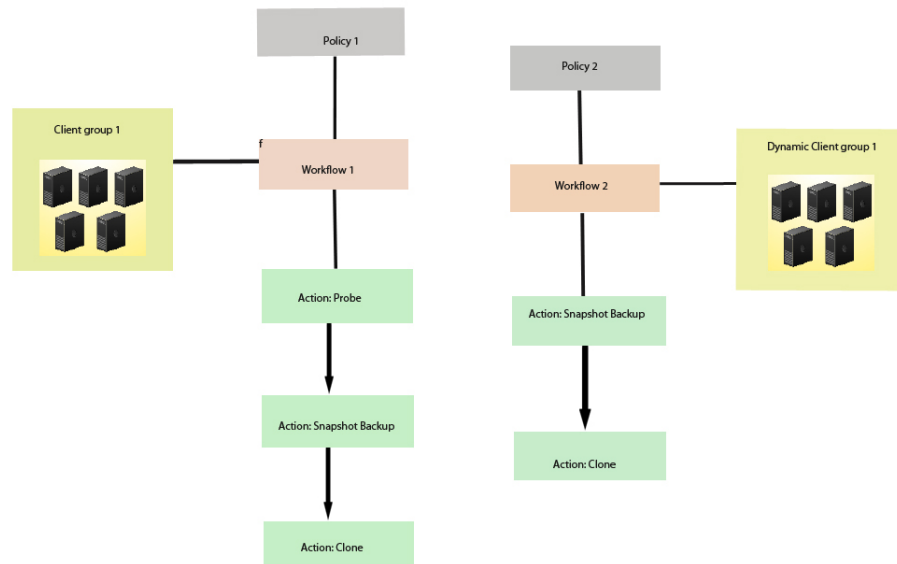 Policy 1
Client group 1
f
Workflow 1
Action: Probe
Action: Snapshot Backup
Action: Clone
Policy 2
Workflow 2
Dynamic Client group 1
Action: Snapshot Backup
Action: Clone